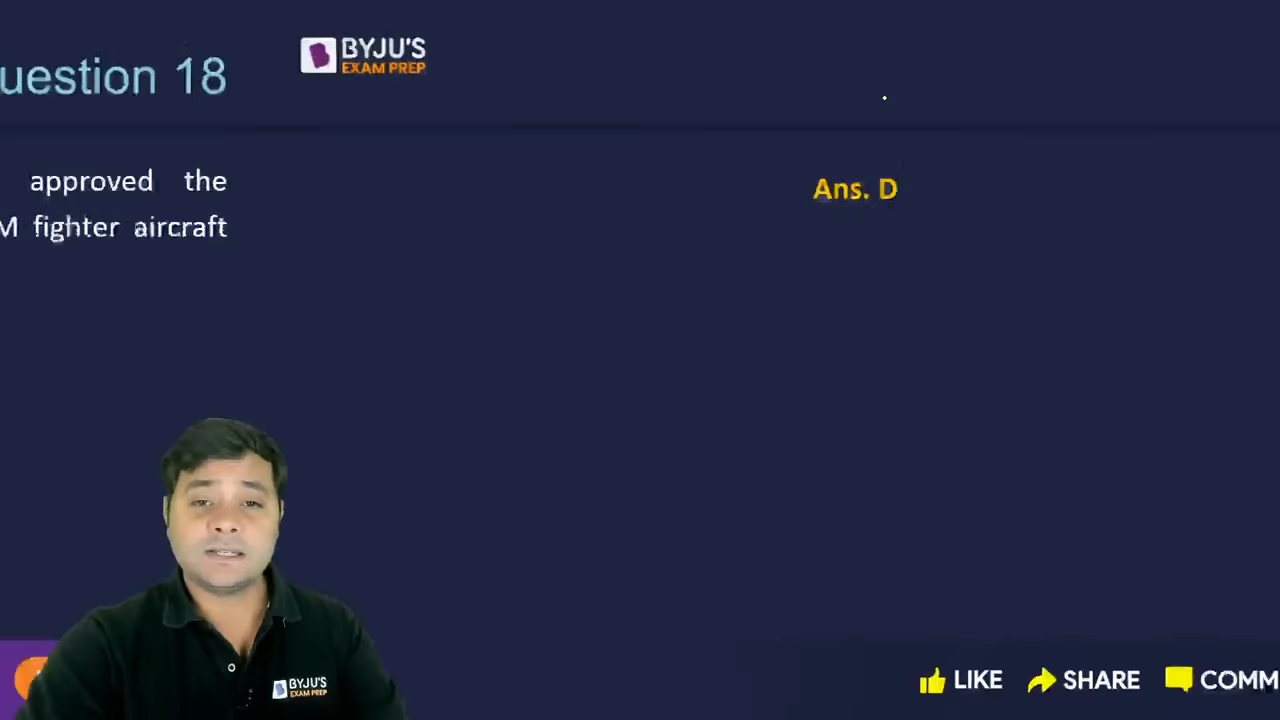 uestion 18
BYJU'S
EXAM PREP
approved the
M fighter aircraft
Ans. D
BYJU'S
EXAM PREP
LIKE
SHARE
COMM